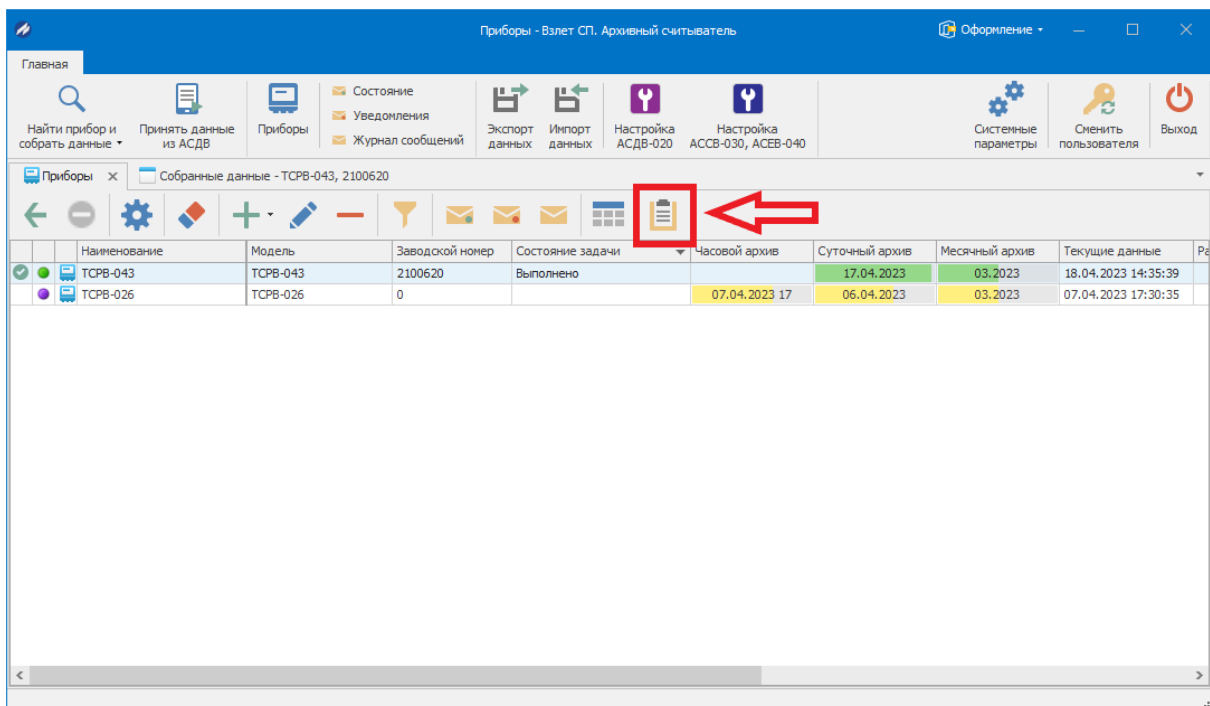 Приборы - Взлет СП. Архивный считыватель
Оформление
Главная
Найти прибор и
собрать данные
Принять данные
из АСДВ
Приборы
Состояние
Уведомления
Журнал сообщений
Экспорт
данных
Импорт
данных
Настройка
АСДВ-020
Настройка
АССВ-030, АСЕВ-040
Системные
параметры
Сменить
пользователя
Выход
Приборы
Собранные данные - ТСРВ-043, 2100620
Наименование Модель Заводской номер Состояние задачи Часовой архив Суточный архив Месячный архив Текущие данные
ТСРВ-043 ТСРВ-043 2100620 Выполнено 17.04.2023 03.2023 18.04.2023 14:35:39
ТСРВ-026 ТСРВ-026 0 07.04.2023 17 06.04.2023 03.2023 07.04.2023 17:30:35